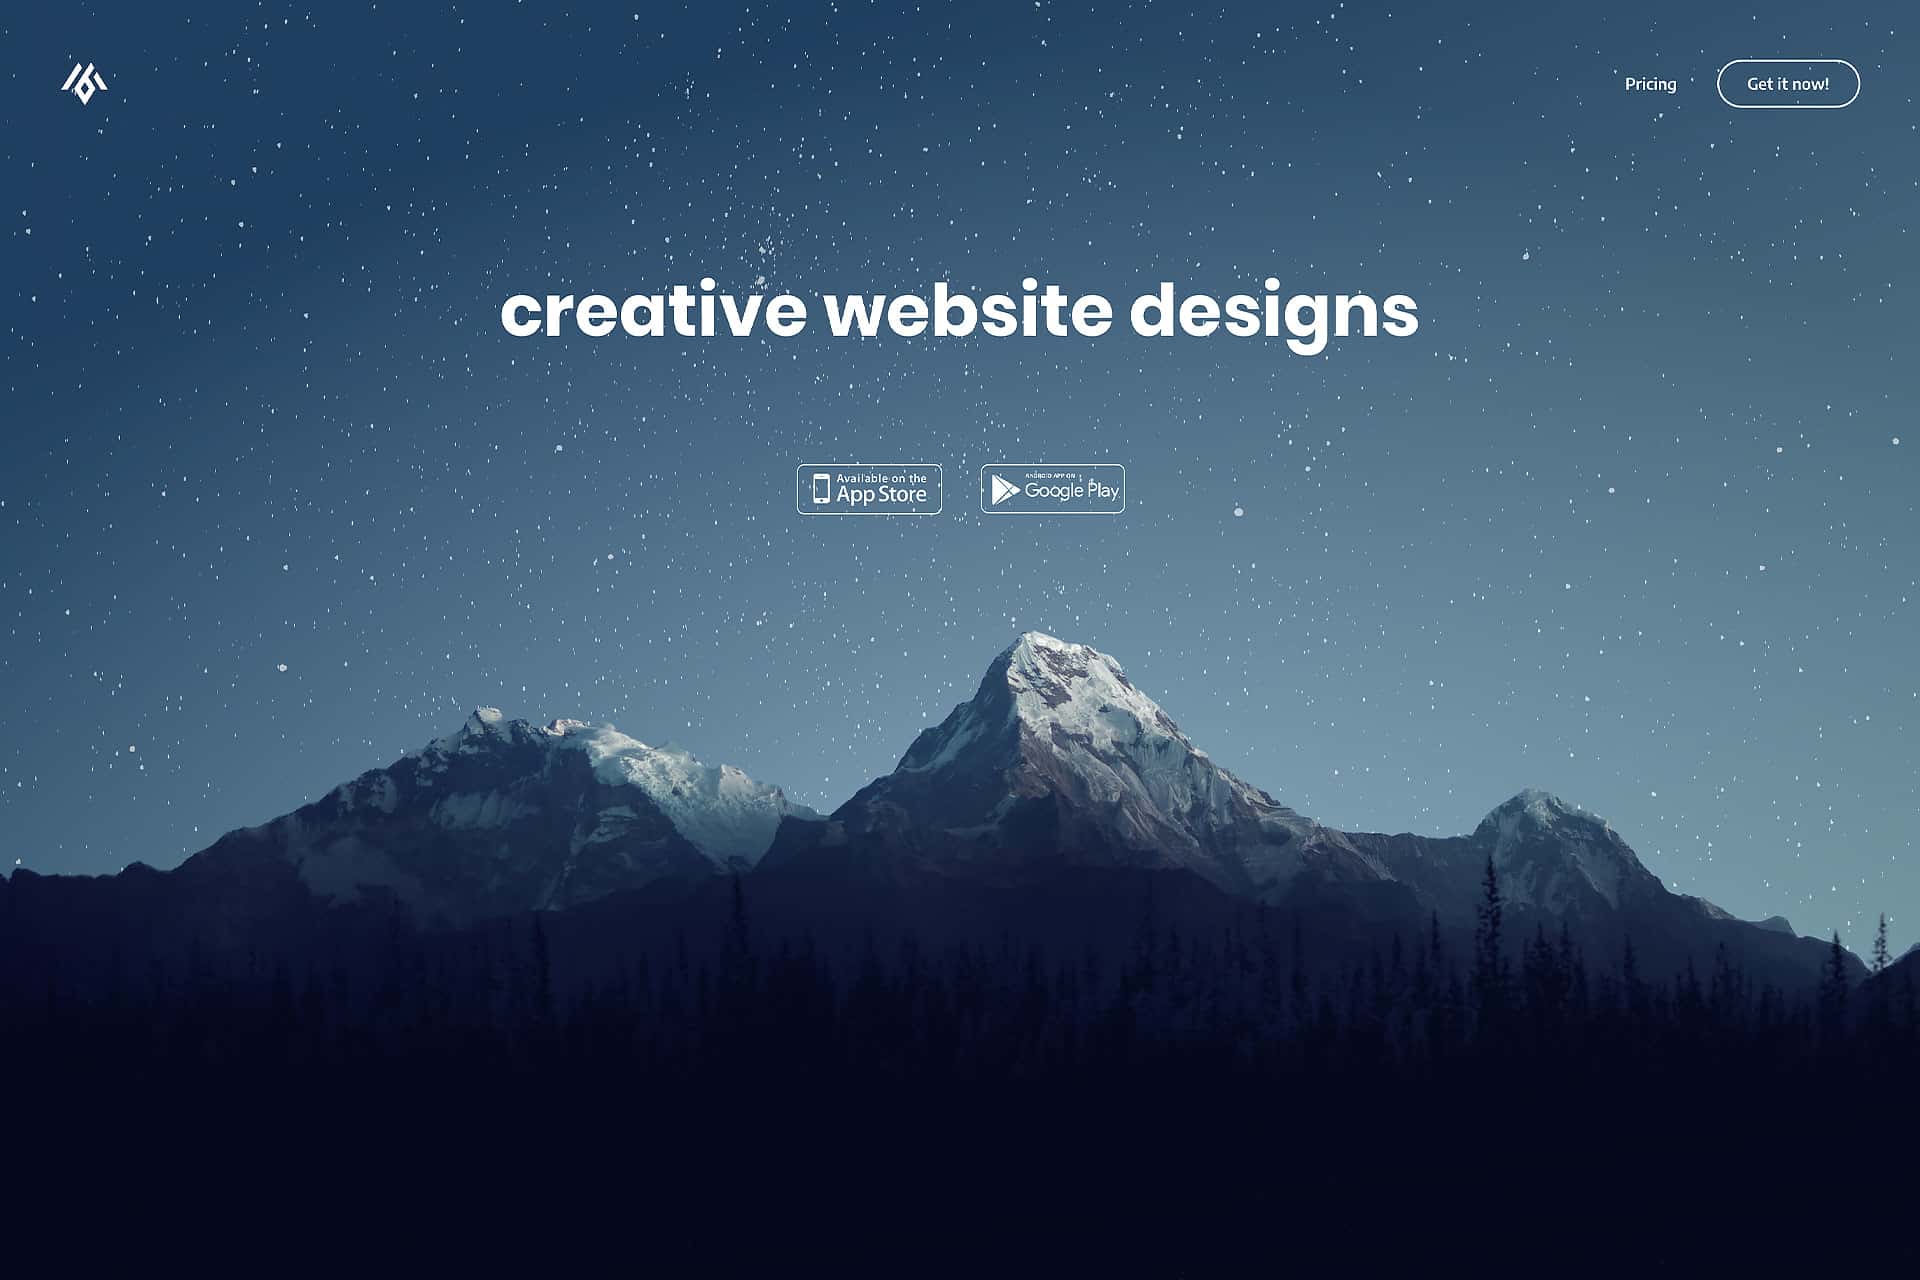 Pricing
Get it now!
creative website designs
Available on the
App Store
ANDROID APP ON
Google Play